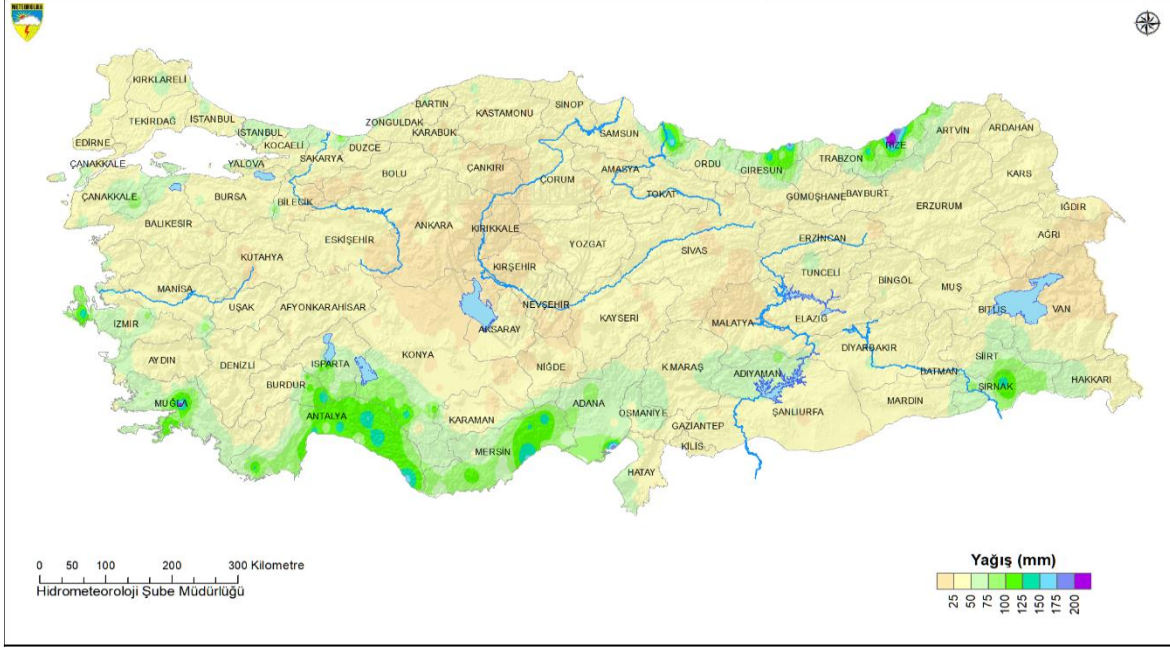 METEOROLOJİ
KIRKLARELİ
TEKİRDAĞ
İSTANBUL
EDİRNE
İSTANBUL
KOCAELİ
ÇANAKKALE
YALOVA
SAKARYA
DÜZCE
ZONGULDAK
BARTIN
KARABÜK
KASTAMONU
SİNOP
SAMSUN
ORDU
GİRESUN
TRABZON
RİZE
ARTVİN
ARDAHAN
KARS
ÇANAKKALE
BURSA
BİLECİK
BOLU
ÇANKIRI
ÇORUM
AMASYA
TOKAT
GÜMÜŞHANE
BAYBURT
ERZURUM
IĞDIR
AĞRI
BALIKESİR
KÜTAHYA
ESKİŞEHİR
ANKARA
KIRIKKALE
YOZGAT
SİVAS
ERZİNCAN
TUNCELİ
BİNGÖL
MUŞ
BİTLİS
VAN
MANİSA
UŞAK
AFYONKARAHİSAR
KIRŞEHİR
NEVŞEHİR
AKSARAY
KAYSERİ
MALATYA
ELAZIĞ
DİYARBAKIR
İZMİR
AYDIN
DENİZLİ
ISPARTA
BURDUR
KONYA
NİĞDE
K.MARAŞ
ADIYAMAN
BATMAN
SİİRT
ŞIRNAK
HAKKARİ
MARDİN
MUĞLA
ANTALYA
KARAMAN
MERSİN
ADANA
OSMANİYE
GAZİANTEP
ŞANLIURFA
KİLİS
HATAY
0 50 100 200 300 Kilometre
Hidrometeoroloji Şube Müdürlüğü
Yağış (mm)
25 50 75 100 125 150 175 200